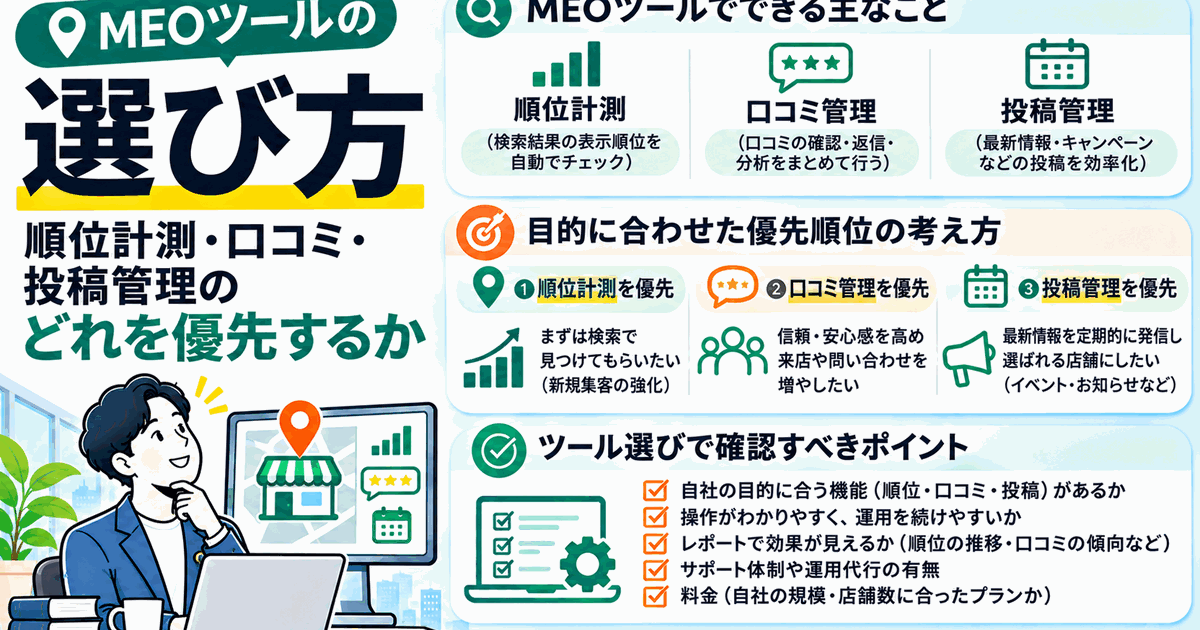 MEOツールの
選び方
順位計測・口コミ・
投稿管理の
どれを優先するか
MEOツールでできる主なこと
順位計測
（検索結果の表示順位を
自動でチェック）
口コミ管理
（口コミの確認・返信・
分析をまとめて行う）
投稿管理
（最新情報・キャンペーン
などの投稿を効率化）
目的に合わせた優先順位の考え方
1 順位計測を優先
まずは検索で
見つけてもらいたい
（新規集客の強化）
2 口コミ管理を優先
信頼・安心感を高め
来店や問い合わせを
増やしたい
3 投稿管理を優先
最新情報を定期的に発信し
選ばれる店舗にしたい
（イベント・お知らせなど）
ツール選びで確認すべきポイント
自社の目的に合う機能（順位・口コミ・投稿）があるか
操作がわかりやすく、運用を続けやすいか
レポートで効果が見えるか（順位の推移・口コミの傾向など）
サポート体制や運用代行の有無
料金（自社の規模・店舗数に合ったプランか）